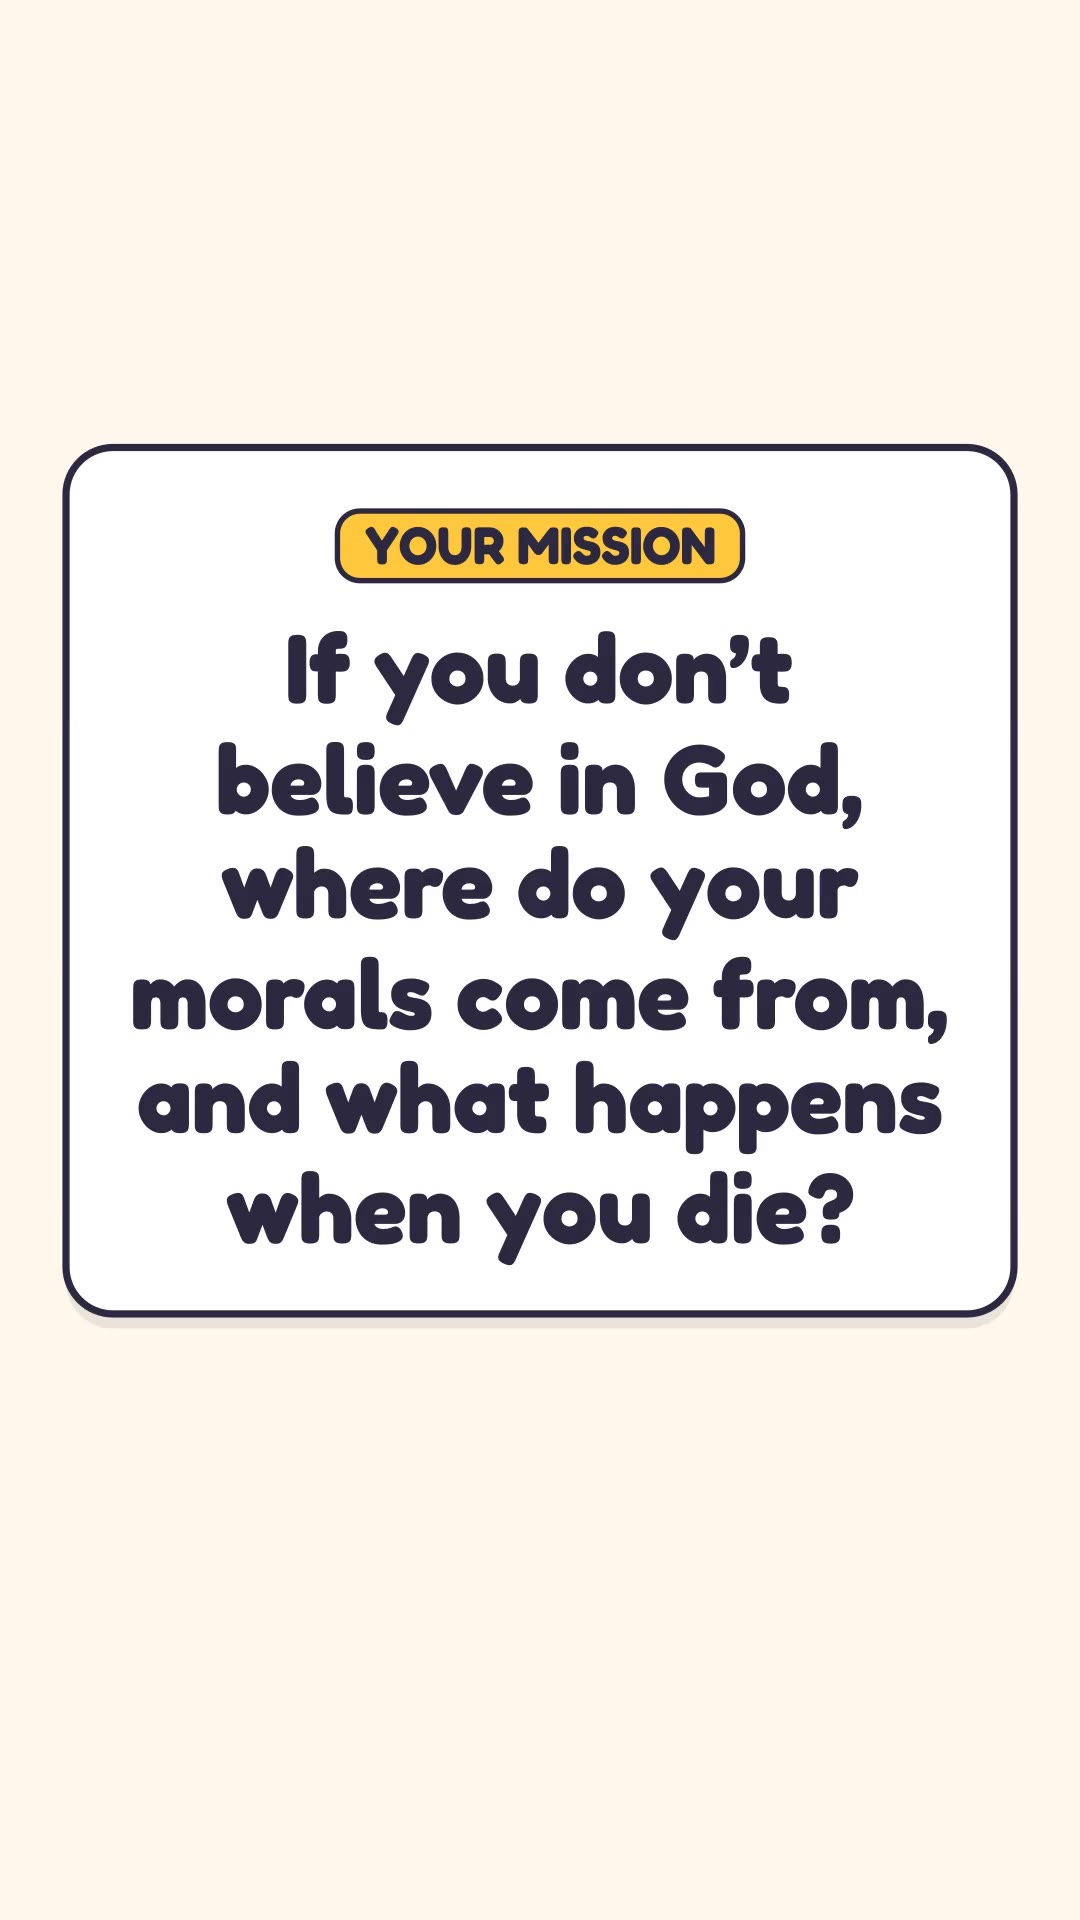 YOUR MISSION
If you don’t
believe in God,
where do your
morals come from,
and what happens
when you die?